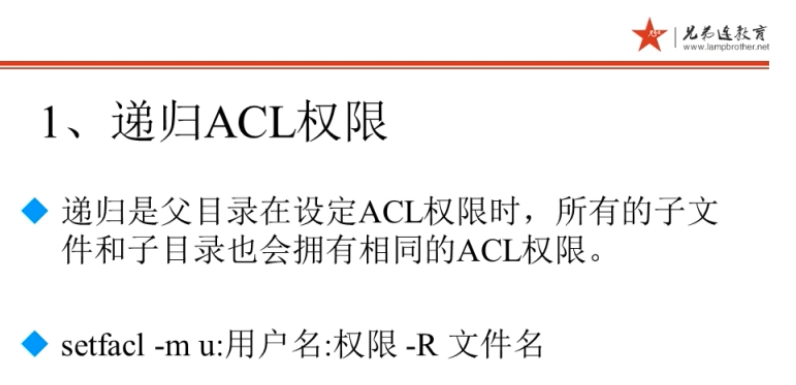 兄弟连教育
www.lampbrother.net
1、递归ACL权限
递归是父目录在设定ACL权限时，所有的子文
件和子目录也会拥有相同的ACL权限。
setfacl -m u:用户名:权限 -R 文件名